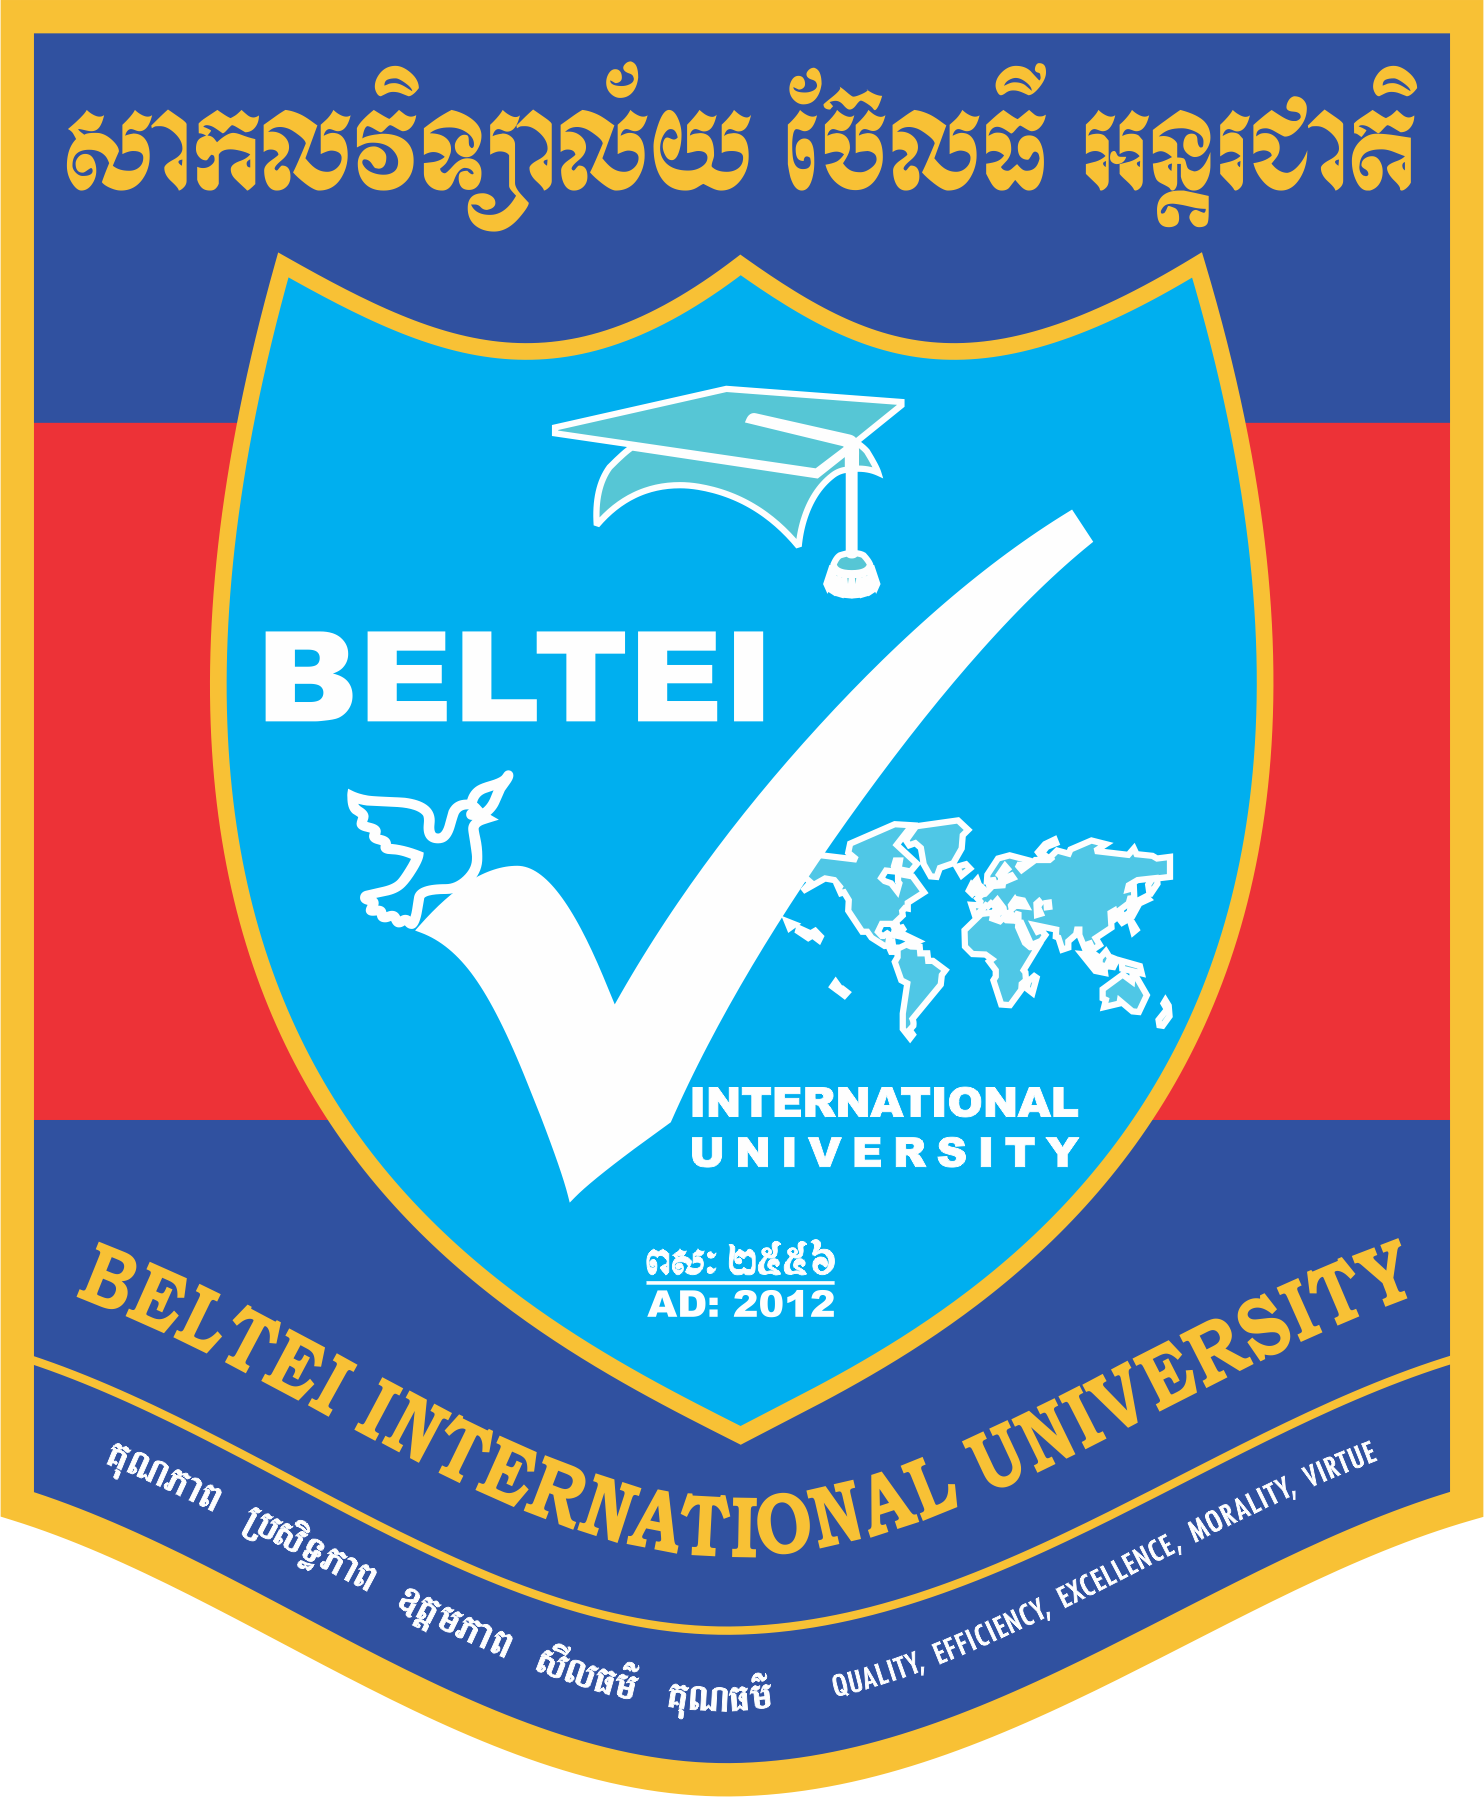 សាកលវិទ្យាល័យ ប៊ែលធី អន្តរជាតិ
BELTEI
INTERNATIONAL
UNIVERSITY
ពស: ២៥៥៦
AD: 2012
BELTEI INTERNATIONAL UNIVERSITY
គុណភាព ប្រសិទ្ធភាព ឧត្តមភាព សីលធម៌ គុណធម៌ QUALITY, EFFICIENCY, EXCELLENCE, MORALITY, VIRTUE